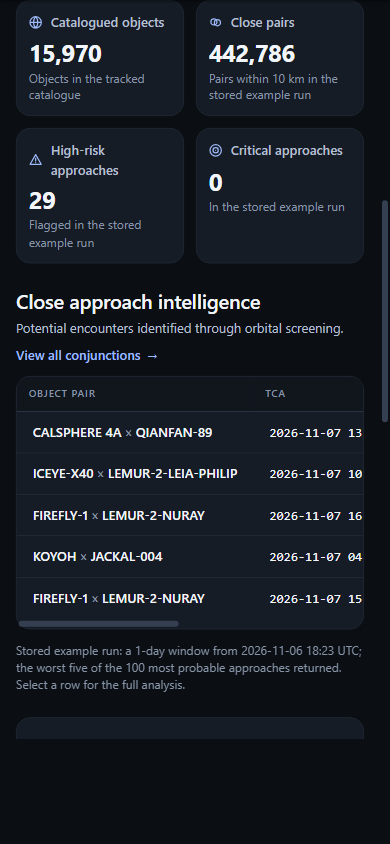 Catalogued objects
15,970
Objects in the tracked
catalogue
Close pairs
442,786
Pairs within 10 km in the
stored example run
High-risk
approaches
29
Flagged in the stored
example run
Critical approaches
0
In the stored example run
Close approach intelligence
Potential encounters identified through orbital screening.
View all conjunctions →
OBJECT PAIR TCA
CALSPHERE 4A × QIANFAN-89 2026-11-07 13
ICEYE-X40 × LEMUR-2-LEIA-PHILIP 2026-11-07 10
FIREFLY-1 × LEMUR-2-NURAY 2026-11-07 16
KOYOH × JACKAL-004 2026-11-07 04
FIREFLY-1 × LEMUR-2-NURAY 2026-11-07 15
Stored example run: a 1-day window from 2026-11-06 18:23 UTC;
the worst five of the 100 most probable approaches returned.
Select a row for the full analysis.